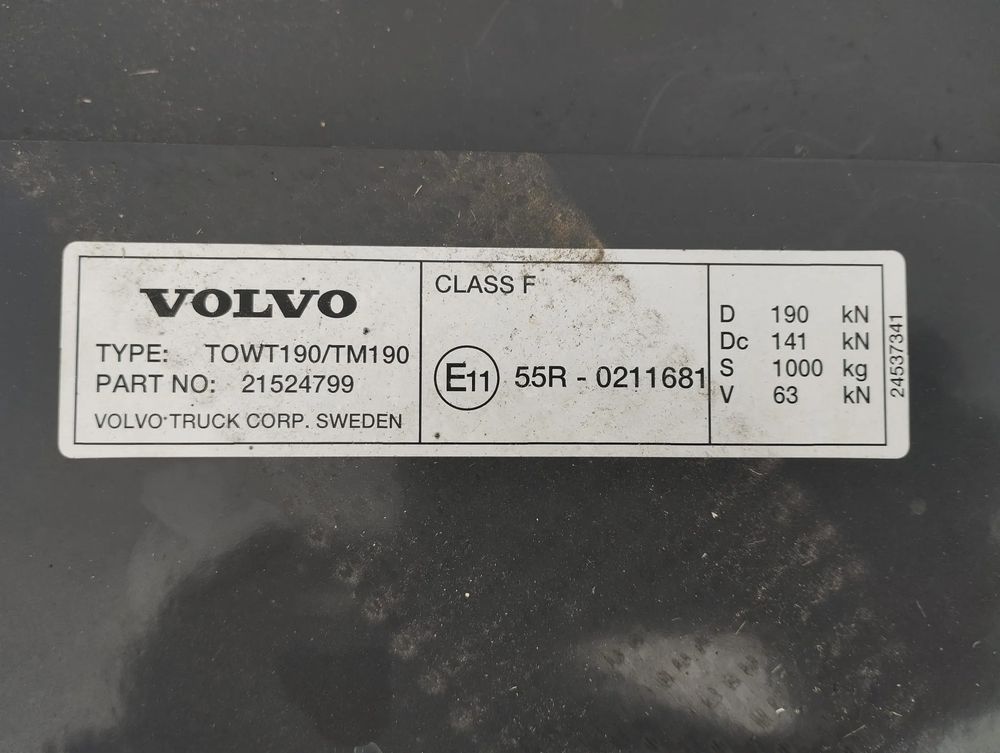 VOLVO
TYPE: TOWT190/TM190
PART NO: 21524799
VOLVO TRUCK CORP. SWEDEN
CLASS F
E11 55R - 0211681
D 190 kN
Dc 141 kN
S 1000 kg
V 63 kN
24537341